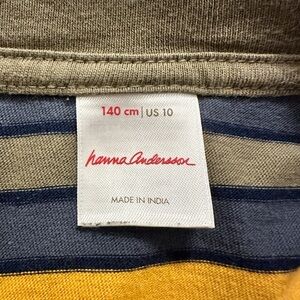 140 cm | US 10
hanna Andersson
MADE IN INDIA